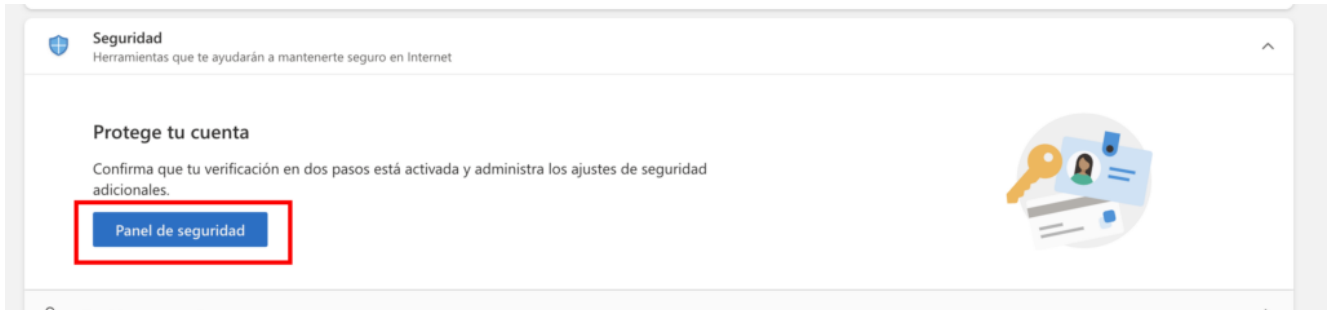 Seguridad
Herramientas que te ayudarán a mantenerte seguro en Internet
Protege tu cuenta
Confirma que tu verificación en dos pasos está activada y administra los ajustes de seguridad
adicionales.
Panel de seguridad